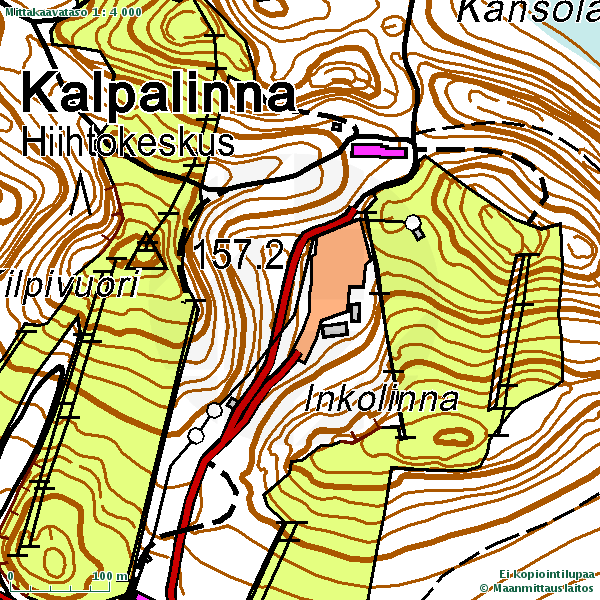 Mittakaavataso 1: 4 000
Kansola
Kalpalinna
Hiihtokeskus
157.2
ilpivuori
Inkolinna
0 100 m
Ei kopiointilupaa
© Maanmittauslaitos